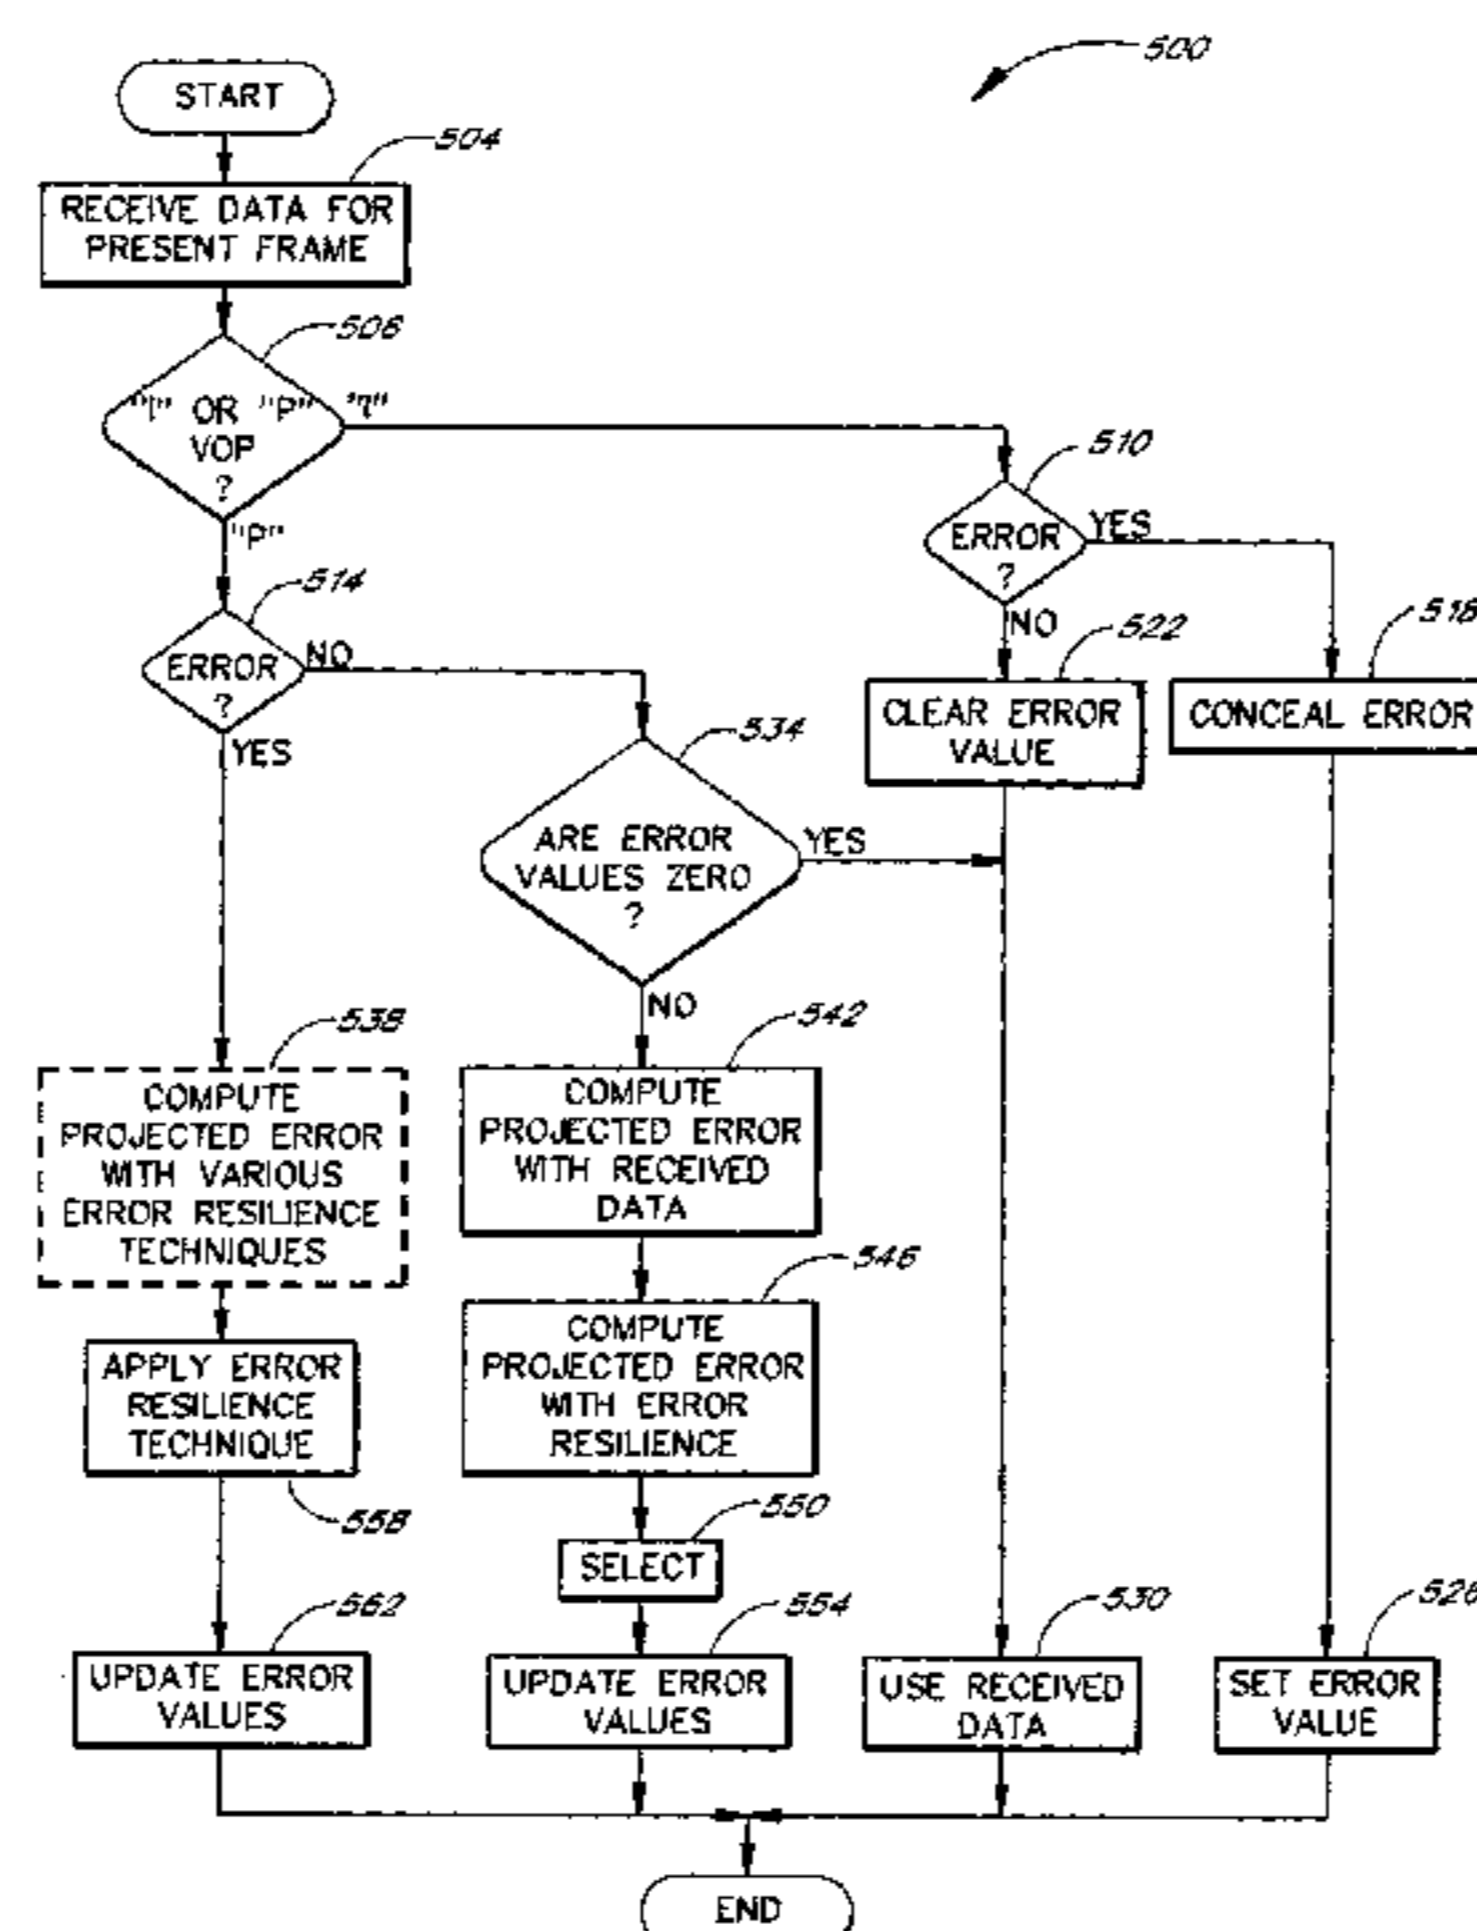 500
START
504
RECEIVE DATA FOR
PRESENT FRAME
506
"I" OR "P"
VOP
?
"I"
"P"
510
ERROR
?
YES
NO
514
ERROR
?
NO
YES
518
CONCEAL ERROR
522
CLEAR ERROR
VALUE
534
ARE ERROR
VALUES ZERO
?
YES
NO
538
COMPUTE
PROJECTED ERROR
WITH VARIOUS
ERROR RESILIENCE
TECHNIQUES
542
COMPUTE
PROJECTED ERROR
WITH RECEIVED
DATA
546
COMPUTE
PROJECTED ERROR
WITH ERROR
RESILIENCE
APPLY ERROR
RESILIENCE
TECHNIQUE
558
550
SELECT
562
UPDATE ERROR
VALUES
554
UPDATE ERROR
VALUES
530
USE RECEIVED
DATA
526
SET ERROR
VALUE
END